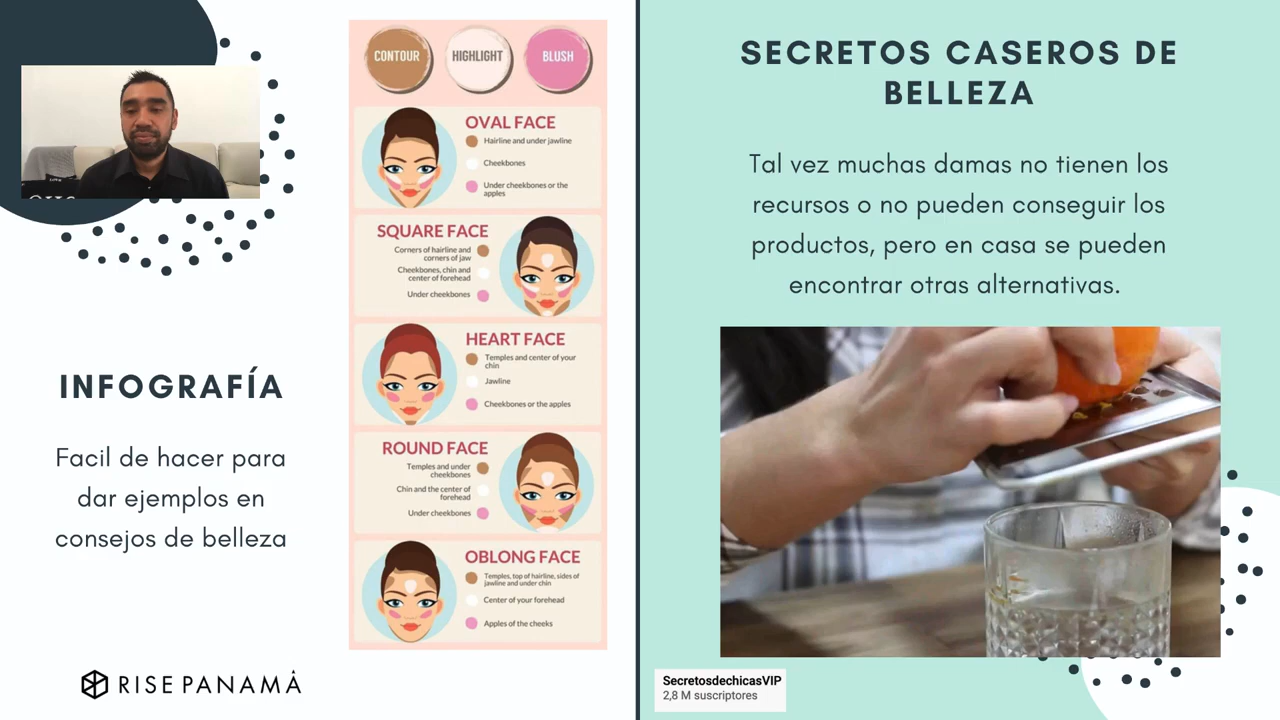 INFOGRAFÍA
Facil de hacer para
dar ejemplos en
consejos de belleza
RISE PANAMÁ
CONTOUR
HIGHLIGHT
BLUSH
OVAL FACE
Hairline and under jawline
Cheekbones
Under cheekbones or the
apples
SQUARE FACE
Corners of hairline and
corners of jaw
Cheekbones, chin and
center of forehead
Under cheekbones
HEART FACE
Temples and center of your
chin
Jawline
Cheekbones or the apples
ROUND FACE
Temples and under
cheekbones
Chin and the center of
forehead
Under cheekbones
OBLONG FACE
Temples, top of hairline, sides of
jawline and under chin
Center of your forehead
Apples of the cheeks
SECRETOS CASEROS DE
BELLEZA
Tal vez muchas damas no tienen los
recursos o no pueden conseguir los
productos, pero en casa se pueden
encontrar otras alternativas.
SecretosdechicasVIP
2,8 M suscriptores